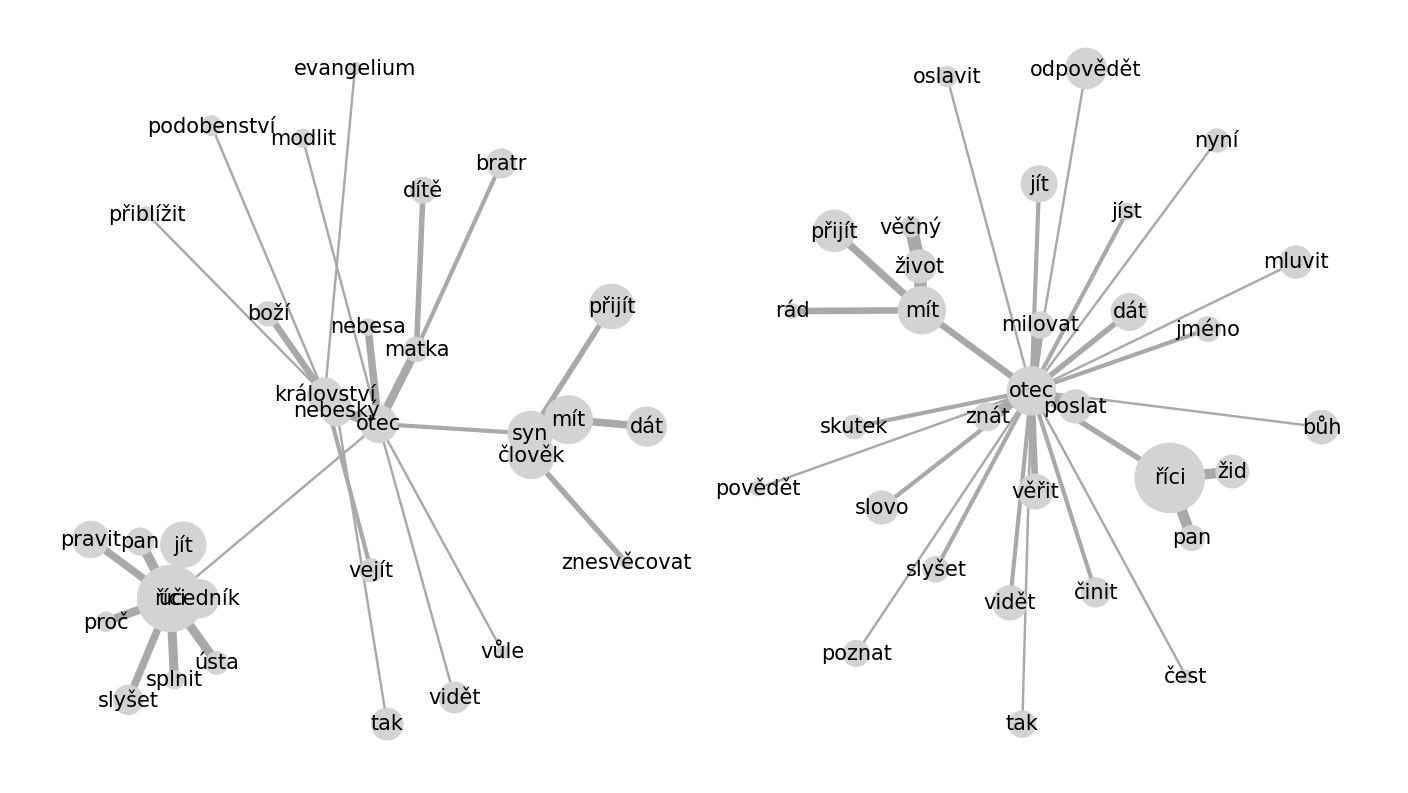 evangelium
podobenství
modlit
bratr
dítě
přiblížit
boží
nebesa
přijít
matka
království
nebeský
otec
mít
dát
syn
člověk
pravit
pan
jít
znesvěcovat
vejít
říci
učedník
proč
vůle
ústa
splnit
slyšet
vidět
tak
oslavit
odpovědět
nyní
jít
jíst
věčný
přijít
mluvit
život
rád
mít
dát
milovat
jméno
otec
poslat
znát
skutek
bůh
říci
žid
povědět
věřit
slovo
pan
slyšet
činit
vidět
poznat
čest
tak